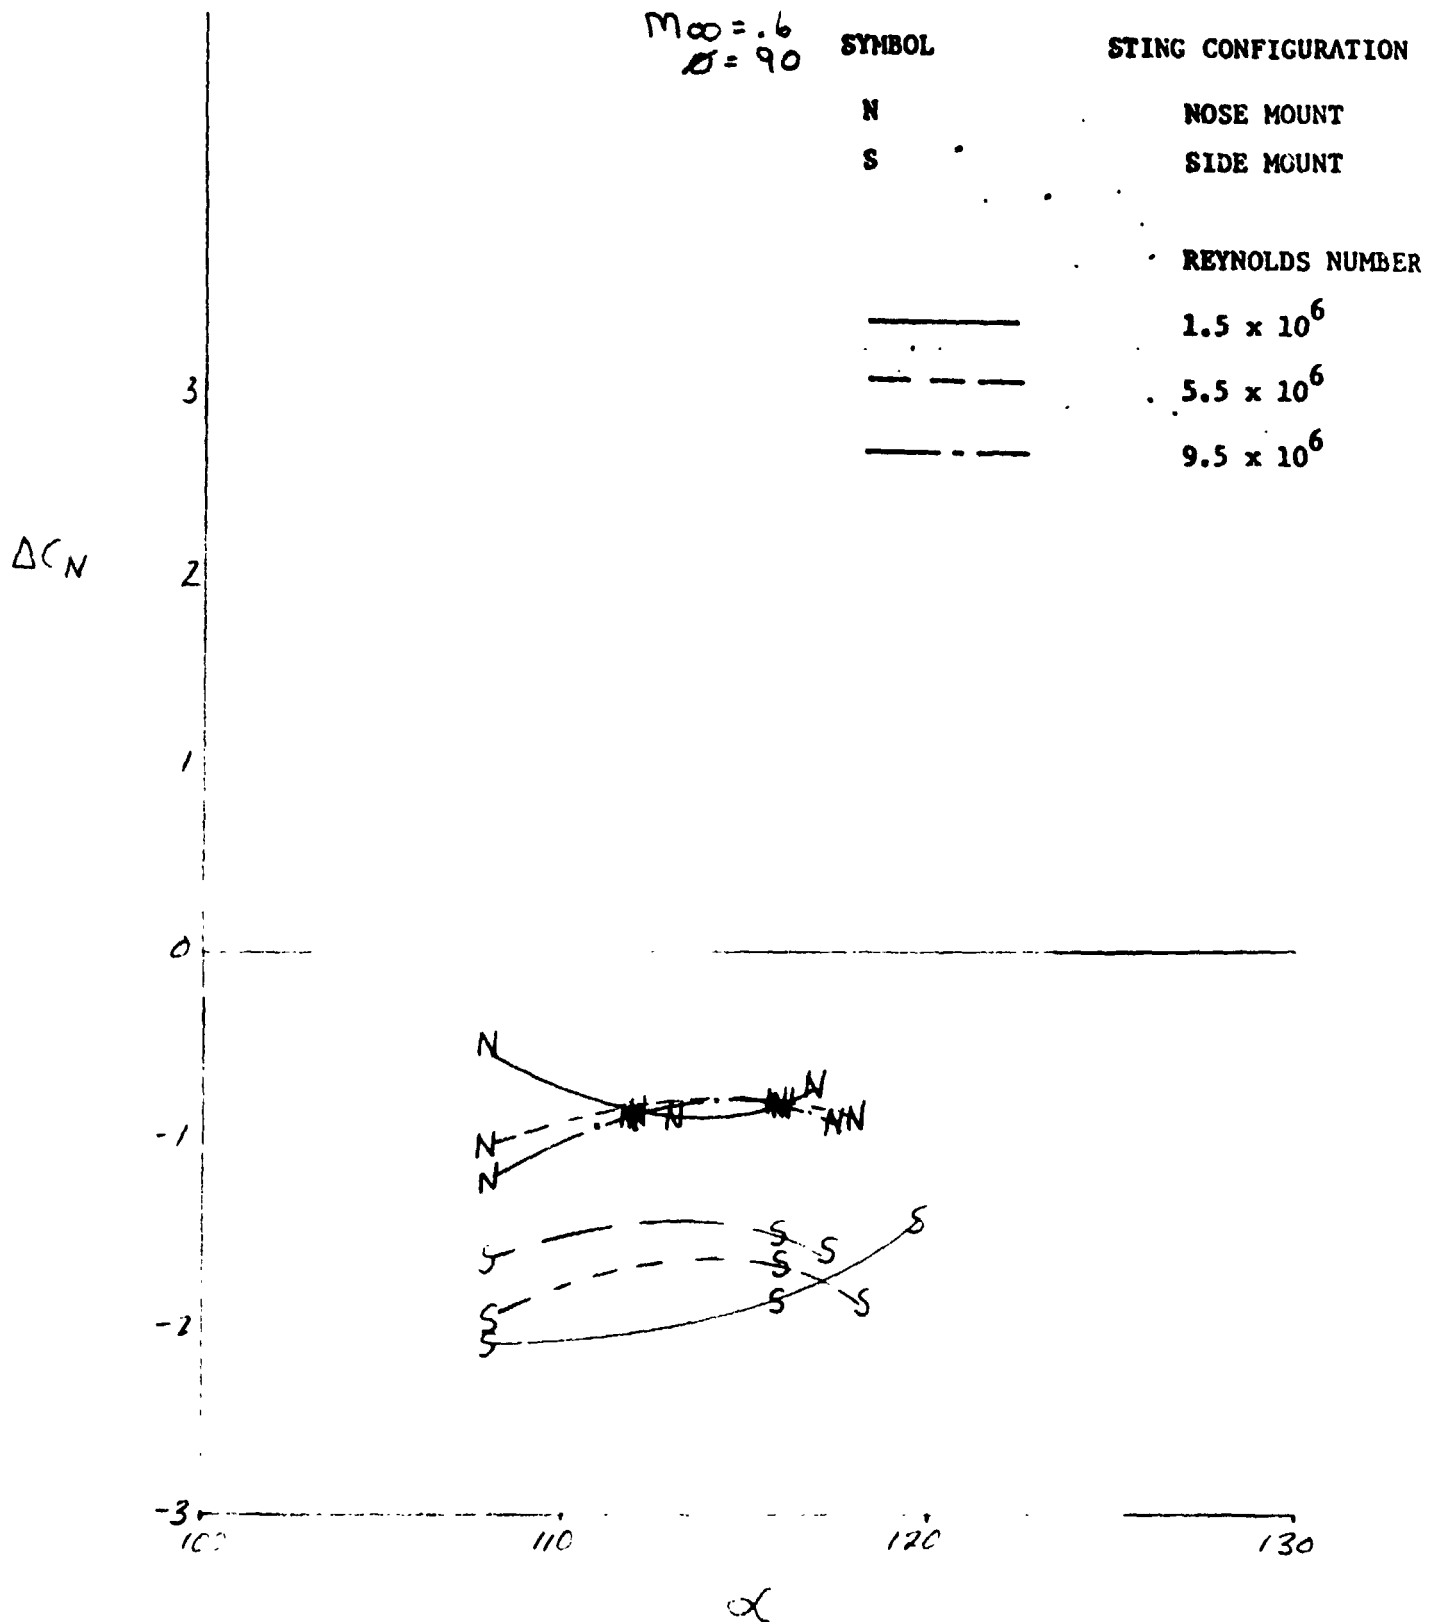 M∞ = .6
Ø = 90
SYMBOL STING CONFIGURATION
N NOSE MOUNT
S SIDE MOUNT
REYNOLDS NUMBER
1.5 x 10^6
5.5 x 10^6
9.5 x 10^6
3
ΔCN
2
1
0
N
N
N
N N
N
N
N N
N
N N
-1
S
S
S
S
S
S
S
S
S
-2
-3
110
120
130
α